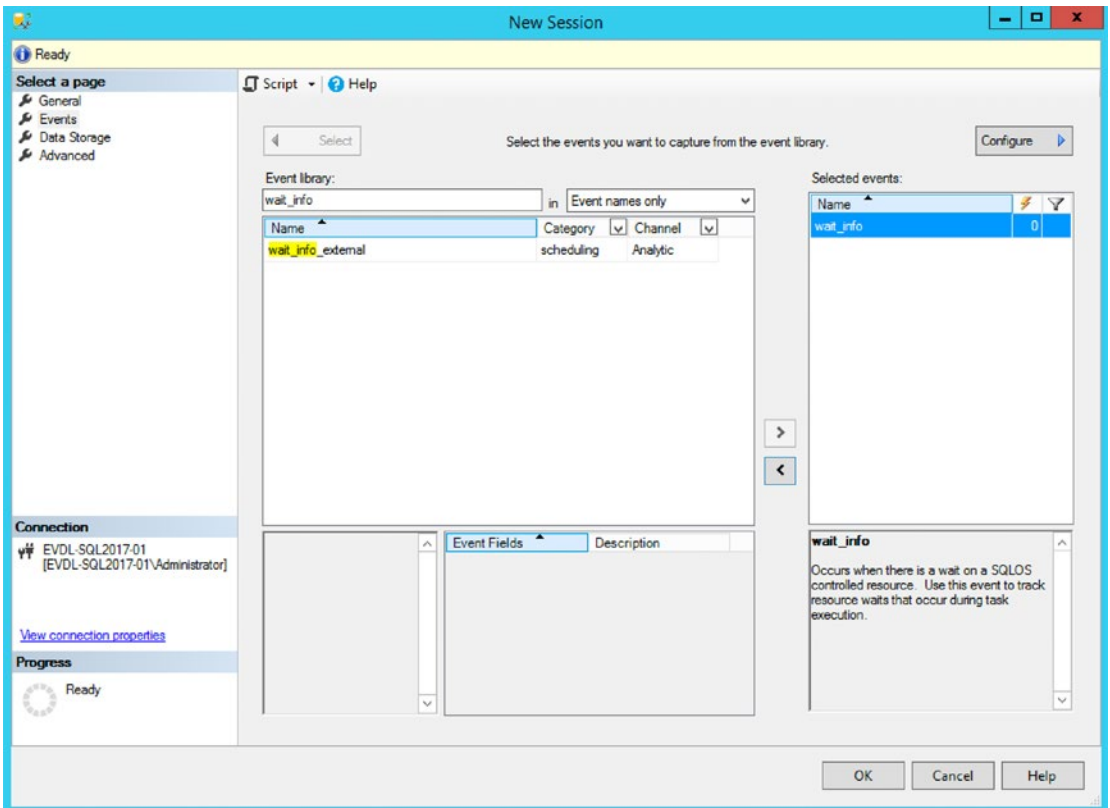 New Session
Ready
Select a page
General
Events
Data Storage
Advanced
Script
Help
Select
Select the events you want to capture from the event library.
Configure
Event library:
wait_info
in
Event names only
Name
Category
Channel
wait_info_external
scheduling
Analytic
Selected events:
Name
wait_info
0
Event Fields
Description
wait_info
Occurs when there is a wait on a SQLOS
controlled resource. Use this event to track
resource waits that occur during task
execution.
Connection
EVDL-SQL2017-01
[EVDL-SQL2017-01\Administrator]
View connection properties
Progress
Ready
OK
Cancel
Help